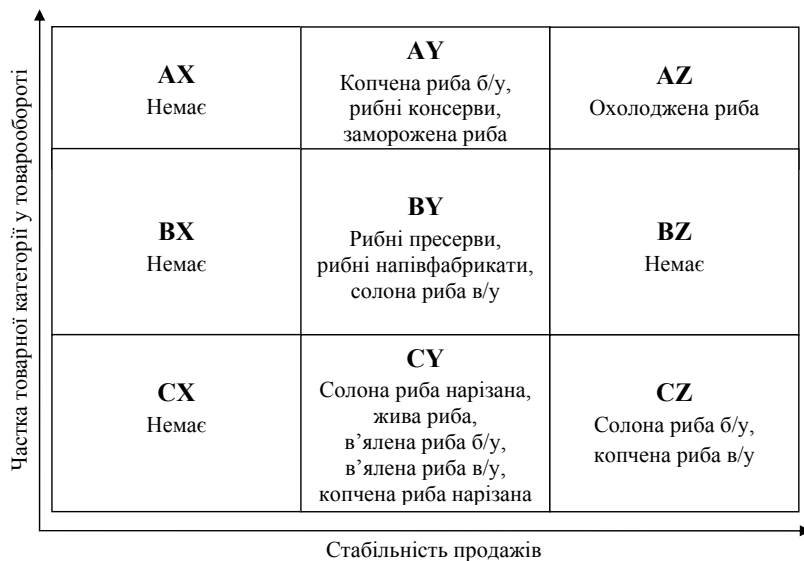 Частка товарної категорії у товарообороті
AX
Немає
AY
Копчена риба б/у,
рибні консерви,
заморожена риба
AZ
Охолоджена риба
BX
Немає
BY
Рибні пресерви,
рибні напівфабрикати,
солона риба в/у
BZ
Немає
CX
Немає
CY
Солона риба нарізана,
жива риба,
в’ялена риба б/у,
в’ялена риба в/у,
копчена риба нарізана
CZ
Солона риба б/у,
копчена риба в/у
Стабільність продажів